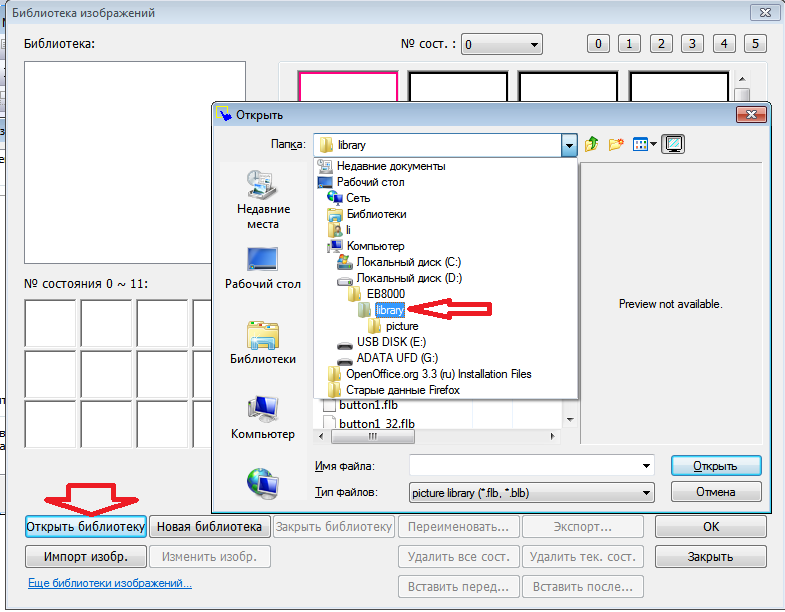 Библиотека изображений
Библиотека:
№ сост. :
0
0
1
2
3
4
5
Открыть
Папка:
library
Недавние документы
Рабочий стол
Сеть
Библиотеки
li
Компьютер
Локальный диск (C:)
Локальный диск (D:)
EB8000
library
picture
USB DISK (E:)
ADATA UFD (G:)
OpenOffice.org 3.3 (ru) Installation Files
Старые данные Firefox
button1.flb
button1_32.flb
Недавние
места
Рабочий стол
Библиотеки
Компьютер
Preview not available.
Имя файла:
Открыть
Тип файлов:
picture library (*.flb, *.blb)
Отмена
№ состояния 0 ~ 11:
Открыть библиотеку
Новая библиотека
Закрыть библиотеку
Переименовать...
Экспорт...
OK
Импорт изобр.
Изменить изобр.
Удалить все сост.
Удалить тек. сост.
Закрыть
Еще библиотеки изображений...
Вставить перед...
Вставить после...